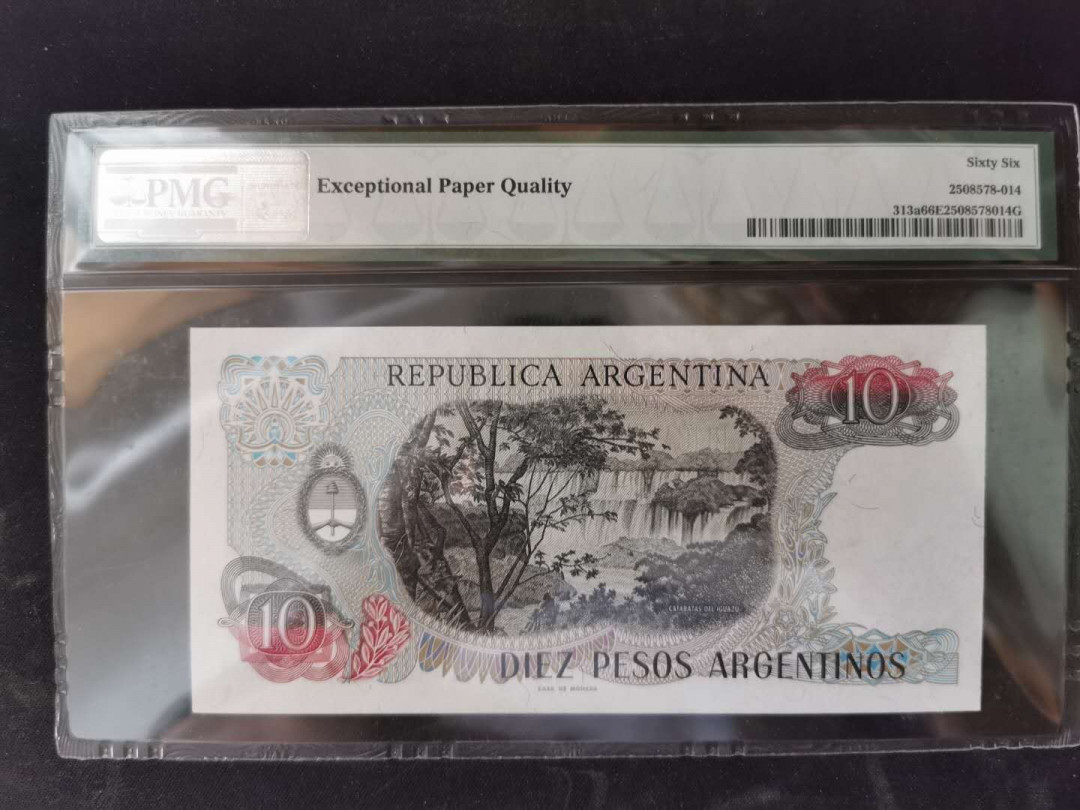 PMG
Exceptional Paper Quality
Sixty Six
2508578-014
313a66E2508578014G
REPUBLICA ARGENTINA
10
10
CATARATAS DEL IGUAZU
DIEZ PESOS ARGENTINOS
CASA DE MONEDA